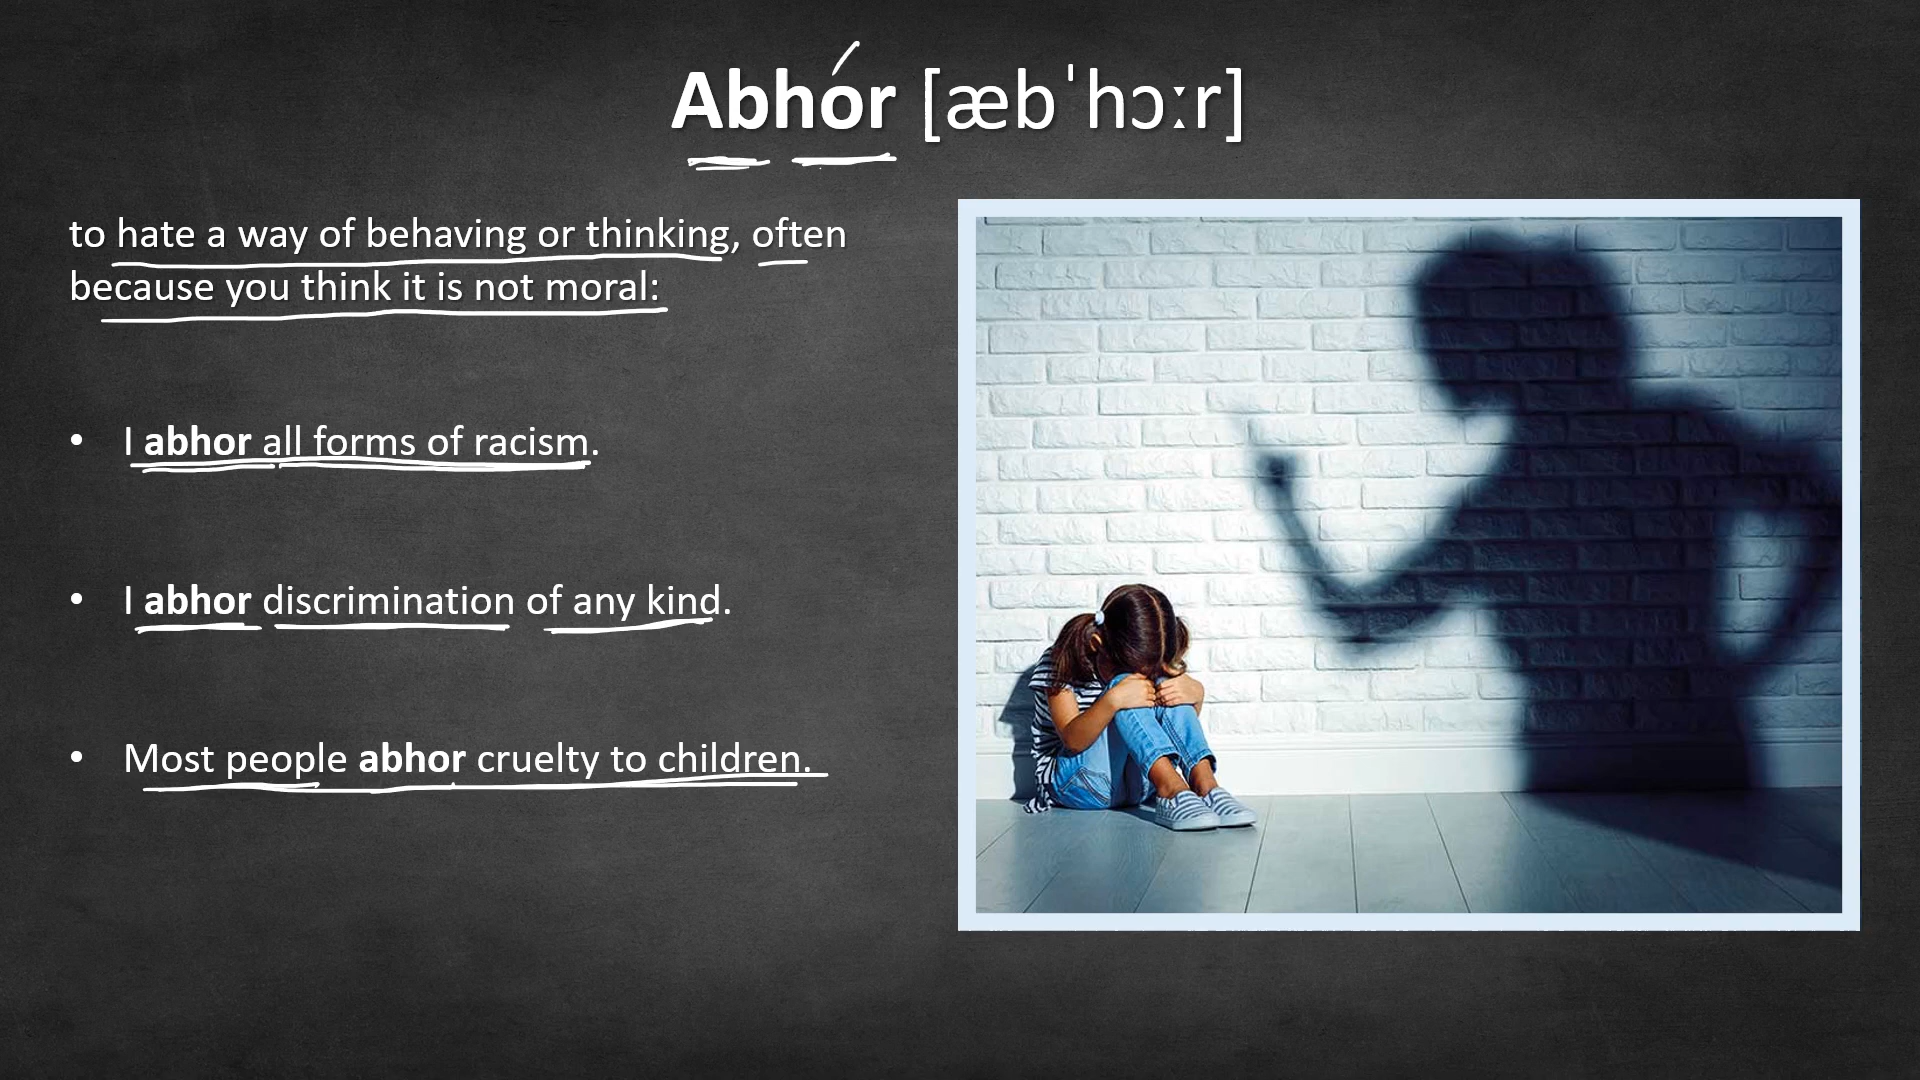 Abhor [æbˈhɔːr]
to hate a way of behaving or thinking, often
because you think it is not moral:
• I abhor all forms of racism.
• I abhor discrimination of any kind.
• Most people abhor cruelty to children.